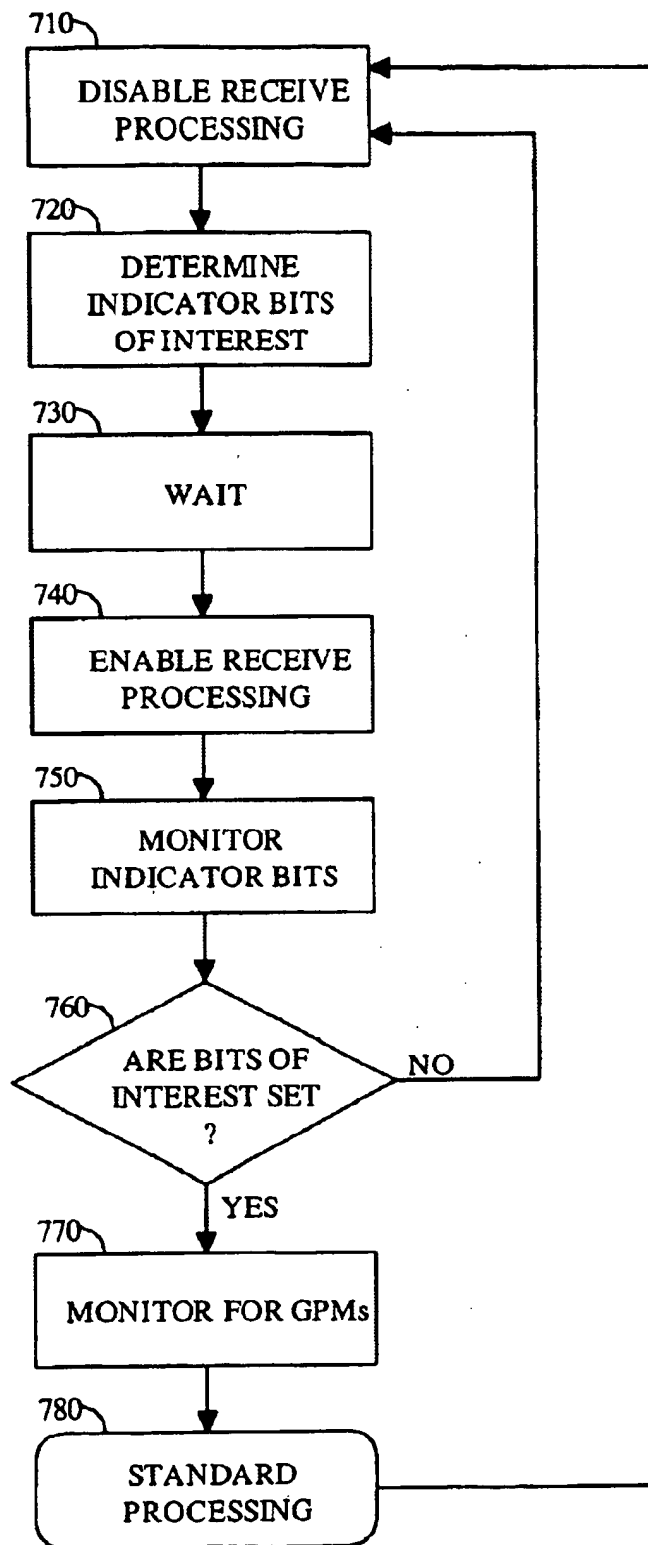 710
DISABLE RECEIVE
PROCESSING
720
DETERMINE
INDICATOR BITS
OF INTEREST
730
WAIT
740
ENABLE RECEIVE
PROCESSING
750
MONITOR
INDICATOR BITS
760
ARE BITS OF
INTEREST SET
?
NO
YES
770
MONITOR FOR GPMs
780
STANDARD
PROCESSING